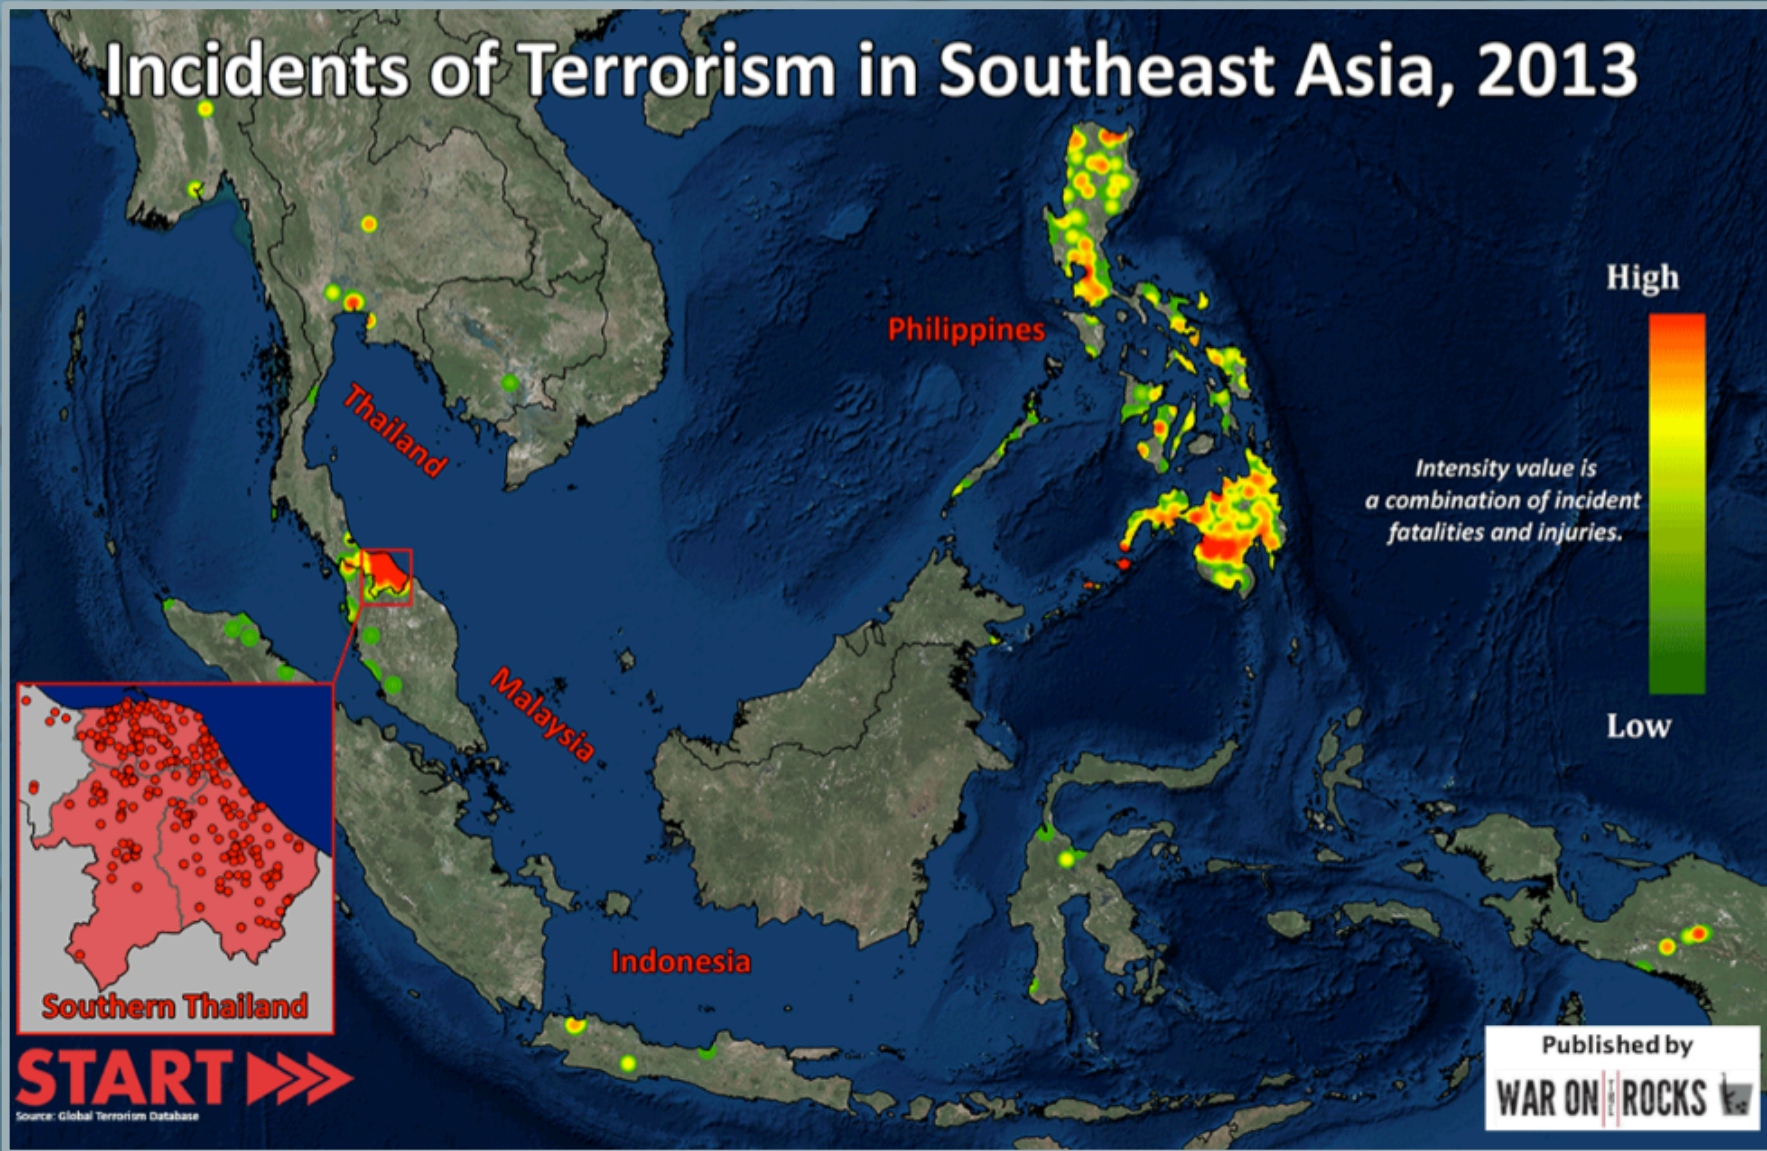 Incidents of Terrorism in Southeast Asia, 2013
High
Philippines
Thailand
Intensity value is
a combination of incident
fatalities and injuries.
Malaysia
Low
Indonesia
Southern Thailand
START
Source: Global Terrorism Database
Published by
WAR ON THE ROCKS